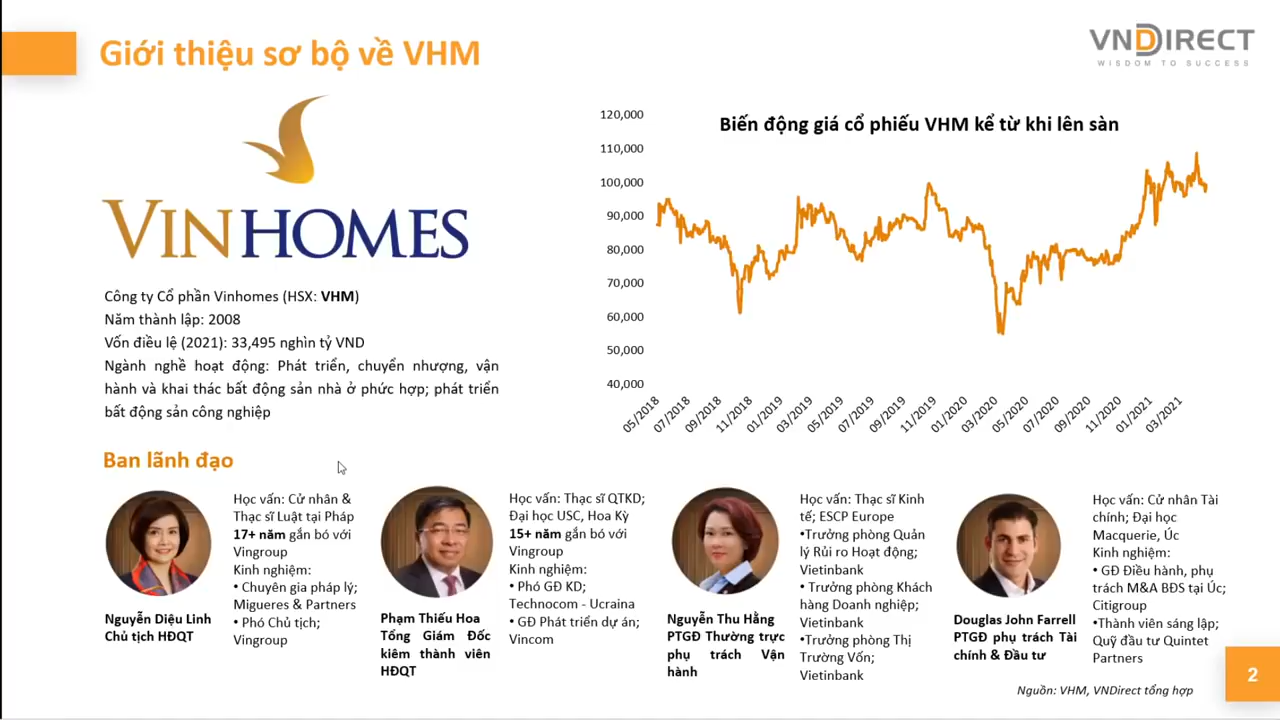 Giới thiệu sơ bộ về VHM
VNDIRECT
WISDOM TO SUCCESS
VINHOMES
Công ty Cổ phần Vinhomes (HSX: VHM)
Năm thành lập: 2008
Vốn điều lệ (2021): 33,495 nghìn tỷ VND
Ngành nghề hoạt động: Phát triển, chuyển nhượng, vận
hành và khai thác bất động sản nhà ở phức hợp; phát triển
bất động sản công nghiệp
Biến động giá cổ phiếu VHM kể từ khi lên sàn
120,000
110,000
100,000
90,000
80,000
70,000
60,000
50,000
40,000
05/2018
07/2018
09/2018
11/2018
01/2019
03/2019
05/2019
07/2019
09/2019
11/2019
01/2020
03/2020
05/2020
07/2020
09/2020
11/2020
01/2021
03/2021
Ban lãnh đạo
Nguyễn Diệu Linh
Chủ tịch HĐQT
Học vấn: Cử nhân &
Thạc sĩ Luật tại Pháp
17+ năm gắn bó với
Vingroup
Kinh nghiệm:
• Chuyên gia pháp lý;
Migueres & Partners
• Phó Chủ tịch;
Vingroup
Phạm Thiếu Hoa
Tổng Giám Đốc
kiêm thành viên
HĐQT
Học vấn: Thạc sĩ QTKD;
Đại học USC, Hoa Kỳ
15+ năm gắn bó với
Vingroup
Kinh nghiệm:
• Phó GĐ KD;
Technocom - Ucraina
• GĐ Phát triển dự án;
Vincom
Nguyễn Thu Hằng
PTGĐ Thường trực
phụ trách Vận
hành
Học vấn: Thạc sĩ Kinh
tế; ESCP Europe
•Trưởng phòng Quản
lý Rủi ro Hoạt động;
Vietinbank
• Trưởng phòng Khách
hàng Doanh nghiệp;
Vietinbank
•Trưởng phòng Thị
Trường Vốn;
Vietinbank
Douglas John Farrell
PTGĐ phụ trách Tài
chính & Đầu tư
Học vấn: Cử nhân Tài
chính; Đại học
Macquerie, Úc
Kinh nghiệm:
• GĐ Điều hành, phụ
trách M&A BĐS tại Úc;
Citigroup
•Thành viên sáng lập;
Quỹ đầu tư Quintet
Partners
Nguồn: VHM, VNDirect tổng hợp
2